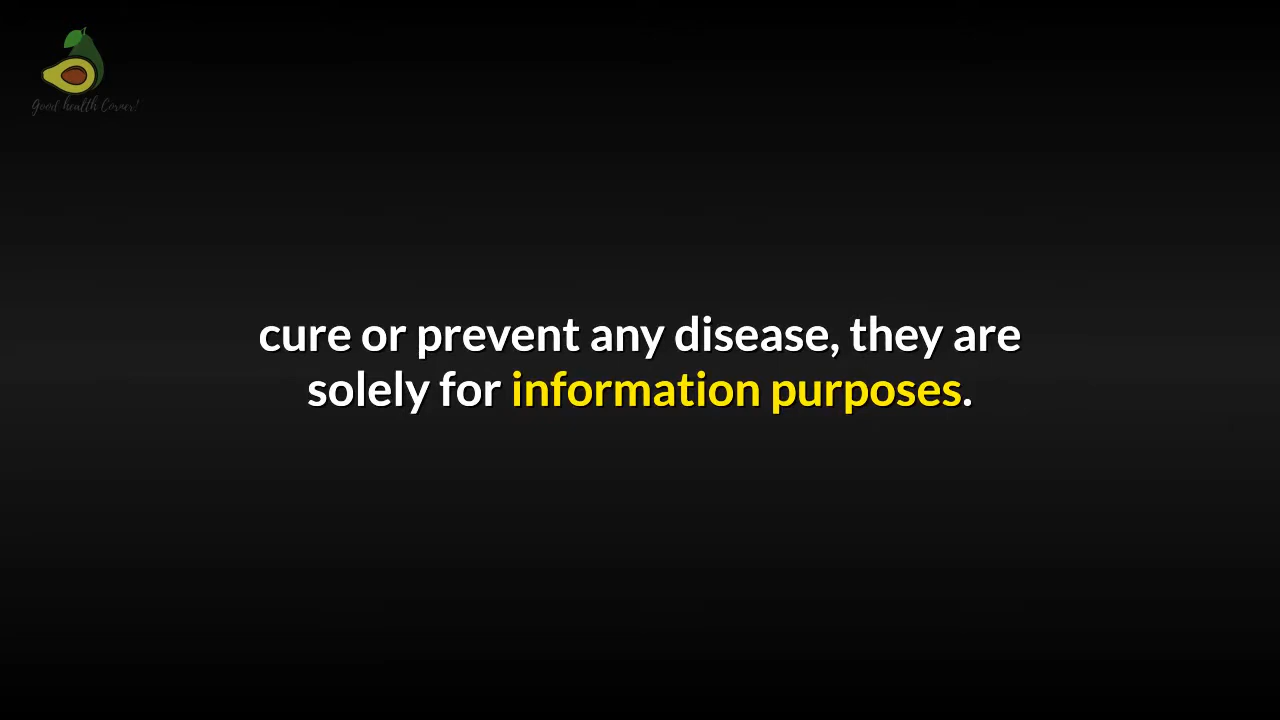 Good health Corner!
cure or prevent any disease, they are
solely for information purposes.